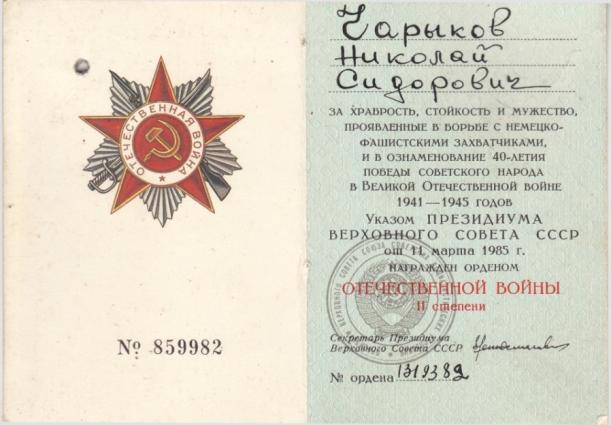 ОТЕЧЕСТВЕННАЯ ВОЙНА
№ 859982
Чарыков
Николай
Сидорович
ЗА ХРАБРОСТЬ, СТОЙКОСТЬ И МУЖЕСТВО,
ПРОЯВЛЕННЫЕ В БОРЬБЕ С НЕМЕЦКО-
ФАШИСТСКИМИ ЗАХВАТЧИКАМИ,
И В ОЗНАМЕНОВАНИЕ 40-ЛЕТИЯ
ПОБЕДЫ СОВЕТСКОГО НАРОДА
В ВЕЛИКОЙ ОТЕЧЕСТВЕННОЙ ВОЙНЕ
1941—1945 ГОДОВ
УКАЗОМ ПРЕЗИДИУМА
ВЕРХОВНОГО СОВЕТА СССР
от 11 марта 1985 г.
НАГРАЖДЕН ОРДЕНОМ
ОТЕЧЕСТВЕННОЙ ВОЙНЫ
II степени
Секретарь Президиума
Верховного Совета СССР
№ ордена 1319382